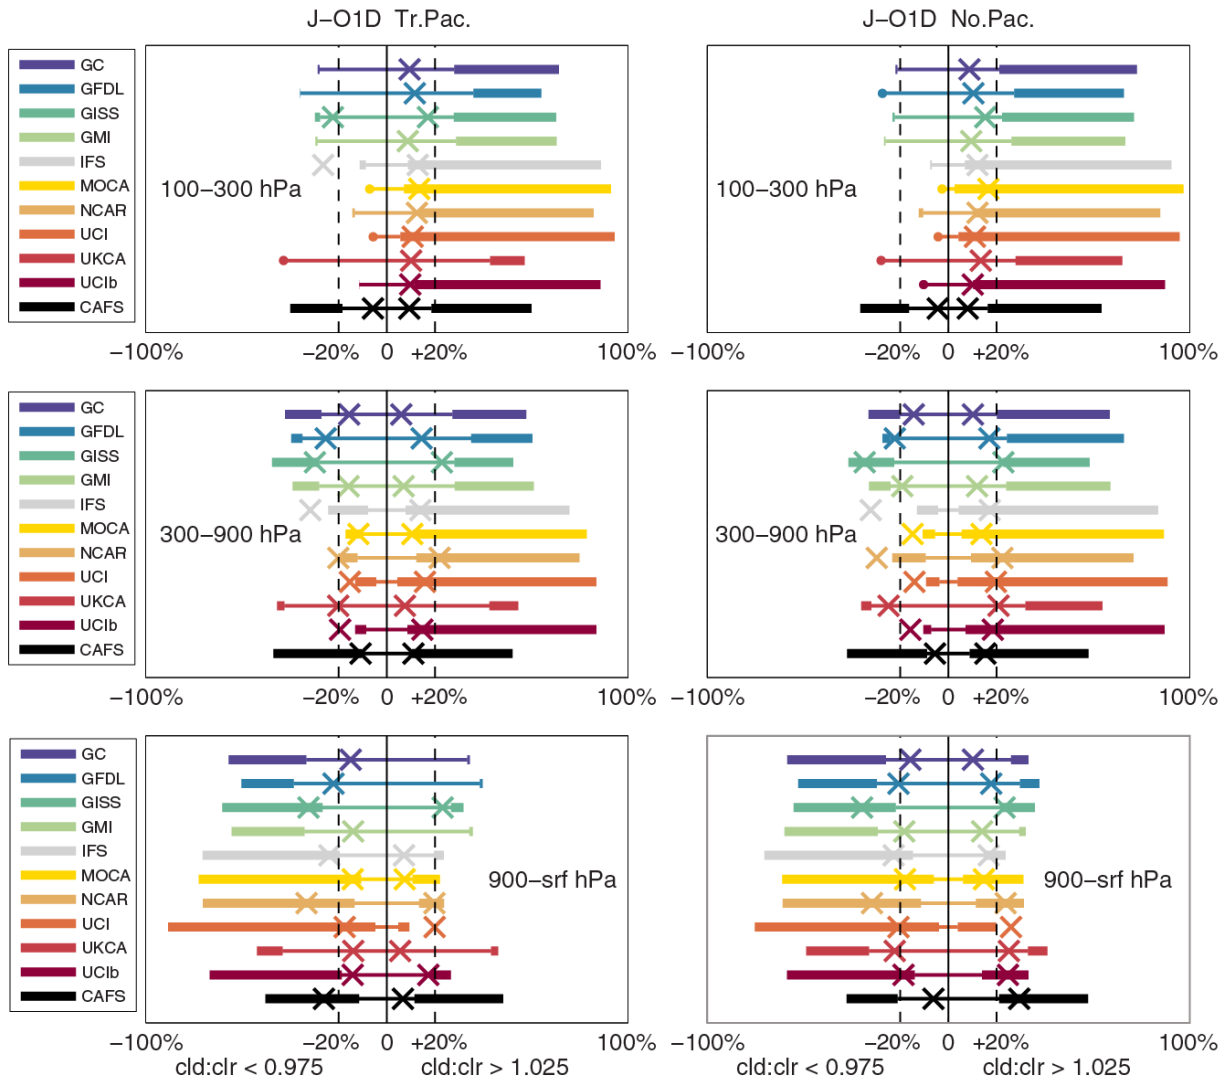 J−O1D Tr.Pac.
J−O1D No.Pac.
GC
GFDL
GISS
GMI
IFS
MOCA
NCAR
UCI
UKCA
UCIb
CAFS
100−300 hPa
100−300 hPa
−100% −20% 0 +20% 100%
−100% −20% 0 +20% 100%
GC
GFDL
GISS
GMI
IFS
MOCA
NCAR
UCI
UKCA
UCIb
CAFS
300−900 hPa
300−900 hPa
−100% −20% 0 +20% 100%
−100% −20% 0 +20% 100%
GC
GFDL
GISS
GMI
IFS
MOCA
NCAR
UCI
UKCA
UCIb
CAFS
900−srf hPa
900−srf hPa
−100% −20% 0 +20% 100%
−100% −20% 0 +20% 100%
cld:clr < 0.975 cld:clr > 1.025
cld:clr < 0.975 cld:clr > 1.025